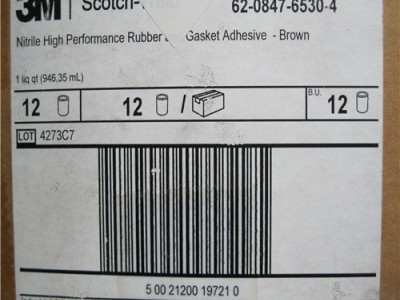 3M Scotch-Weld 62-0847-6530-4
Nitrile High Performance Rubber Gasket Adhesive - Brown
1 liq qt (946,35 mL)
12 12 / B.U. 12
LOT 4273C7
5 00 21200 19721 0